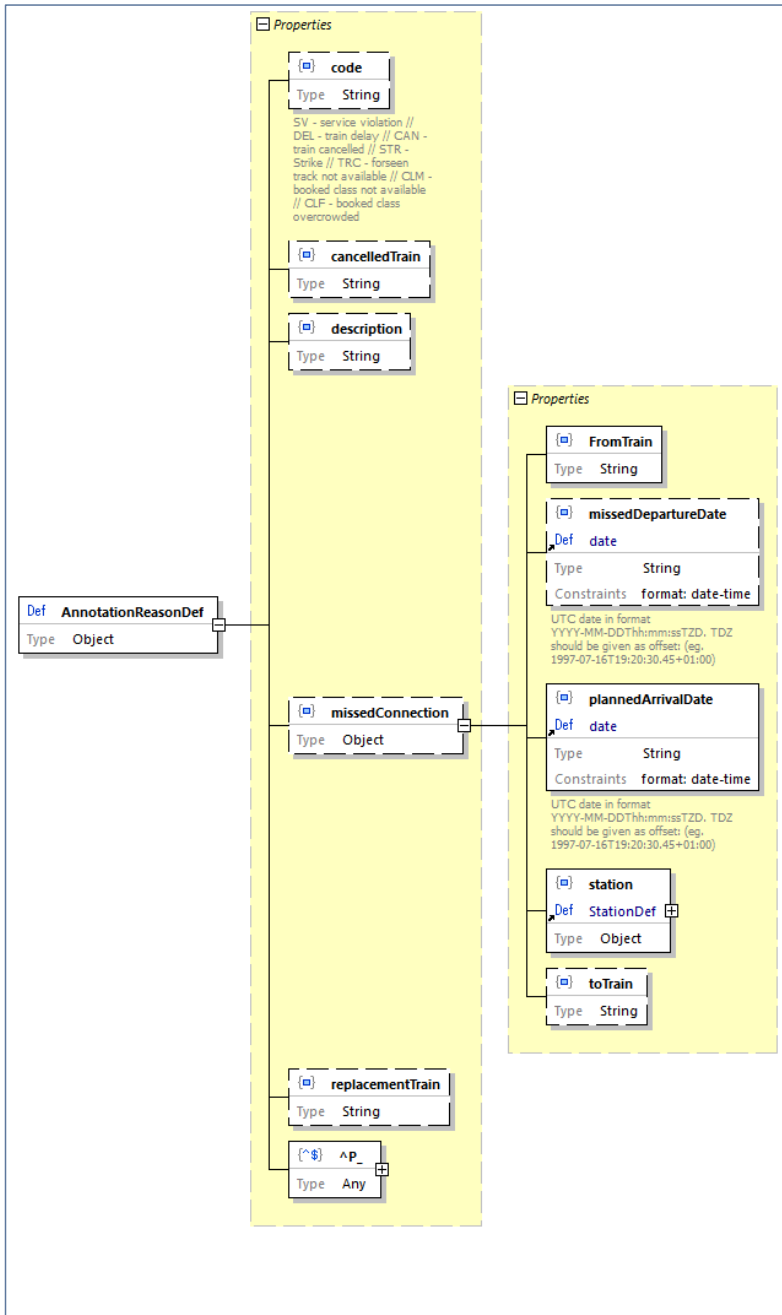 Properties
code
Type String
SV - service violation //
DEL - train delay // CAN -
train cancelled // STR -
Strike // TRC - forseen
track not available // CLM -
booked class not available
// CLF - booked class
overcrowded
cancelledTrain
Type String
description
Type String
Def AnnotationReasonDef
Type Object
missedConnection
Type Object
Properties
FromTrain
Type String
missedDepartureDate
Def date
Type String
Constraints format: date-time
UTC date in format
YYYY-MM-DDThh:mm:ssTZD. TDZ
should be given as offset: (eg.
1997-07-16T19:20:30.45+01:00)
plannedArrivalDate
Def date
Type String
Constraints format: date-time
UTC date in format
YYYY-MM-DDThh:mm:ssTZD. TDZ
should be given as offset: (eg.
1997-07-16T19:20:30.45+01:00)
station
Def StationDef
Type Object
toTrain
Type String
replacementTrain
Type String
{^$} ^P_
Type Any